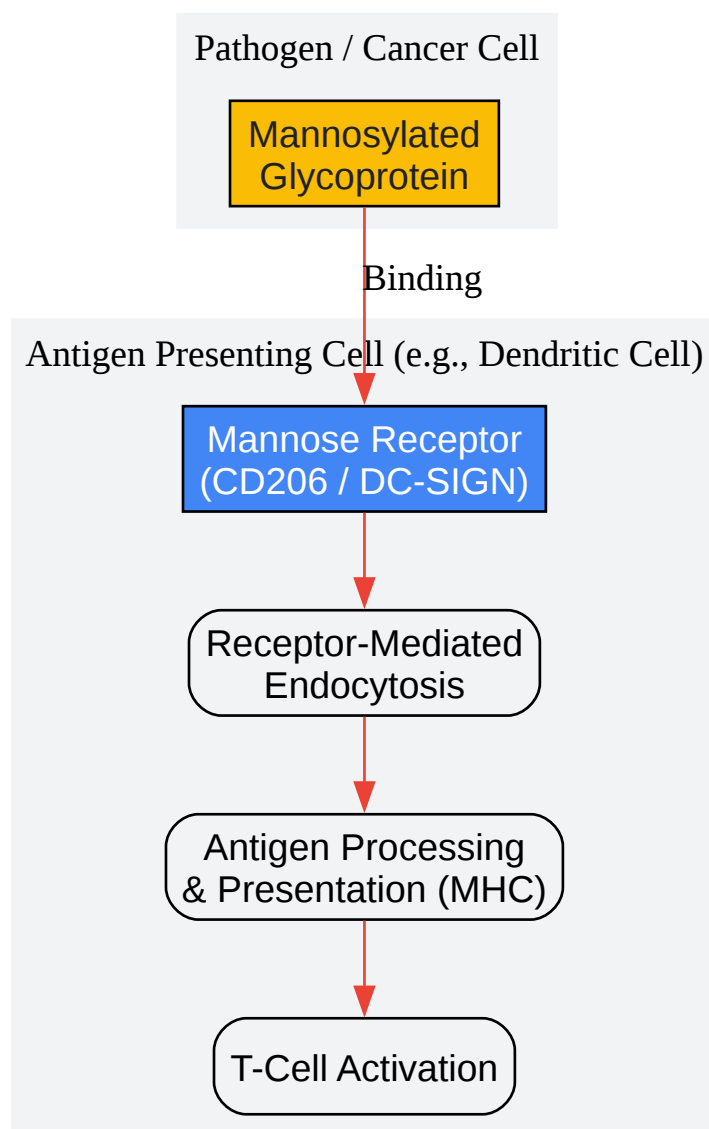 Pathogen / Cancer Cell
Mannosylated
Glycoprotein
Binding
Antigen Presenting Cell (e.g., Dendritic Cell)
Mannose Receptor
(CD206 / DC-SIGN)
Receptor-Mediated
Endocytosis
Antigen Processing
& Presentation (MHC)
T-Cell Activation